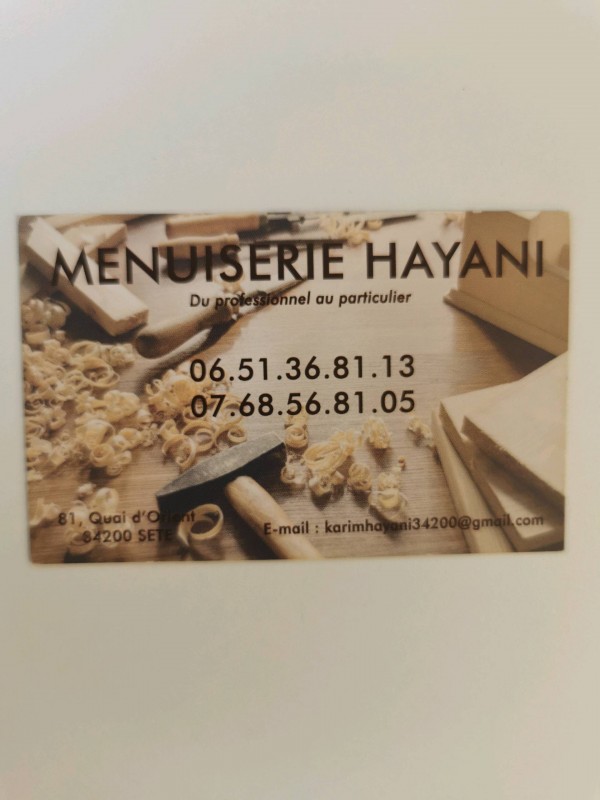 MENUISERIE HAYANI
Du professionnel au particulier
06.51.36.81.13
07.68.56.81.05
81, Quai d'Orient
34200 SETE
E-mail : karimhayani34200@gmail.com